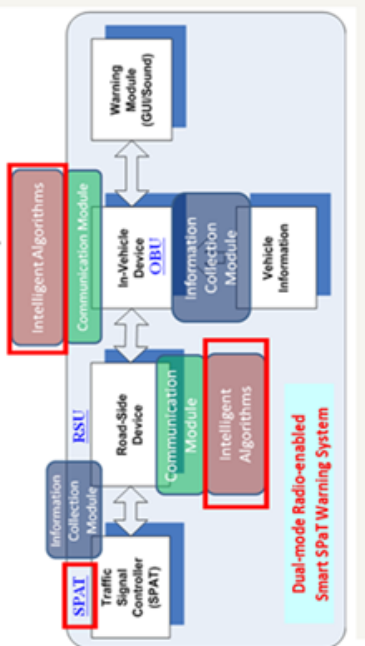 SPAT
Traffic
Signal
Controller
(SPAT)
Information
Collection
Module
RSU
Road-Side
Device
Communication
Module
Intelligent
Algorithms
Intelligent Algorithms
Communication Module
In-Vehicle
Device
OBU
Information
Collection
Module
Vehicle
Information
Warning
Module
(GUI/Sound)
Dual-mode Radio-enabled
Smart SPaT Warning System